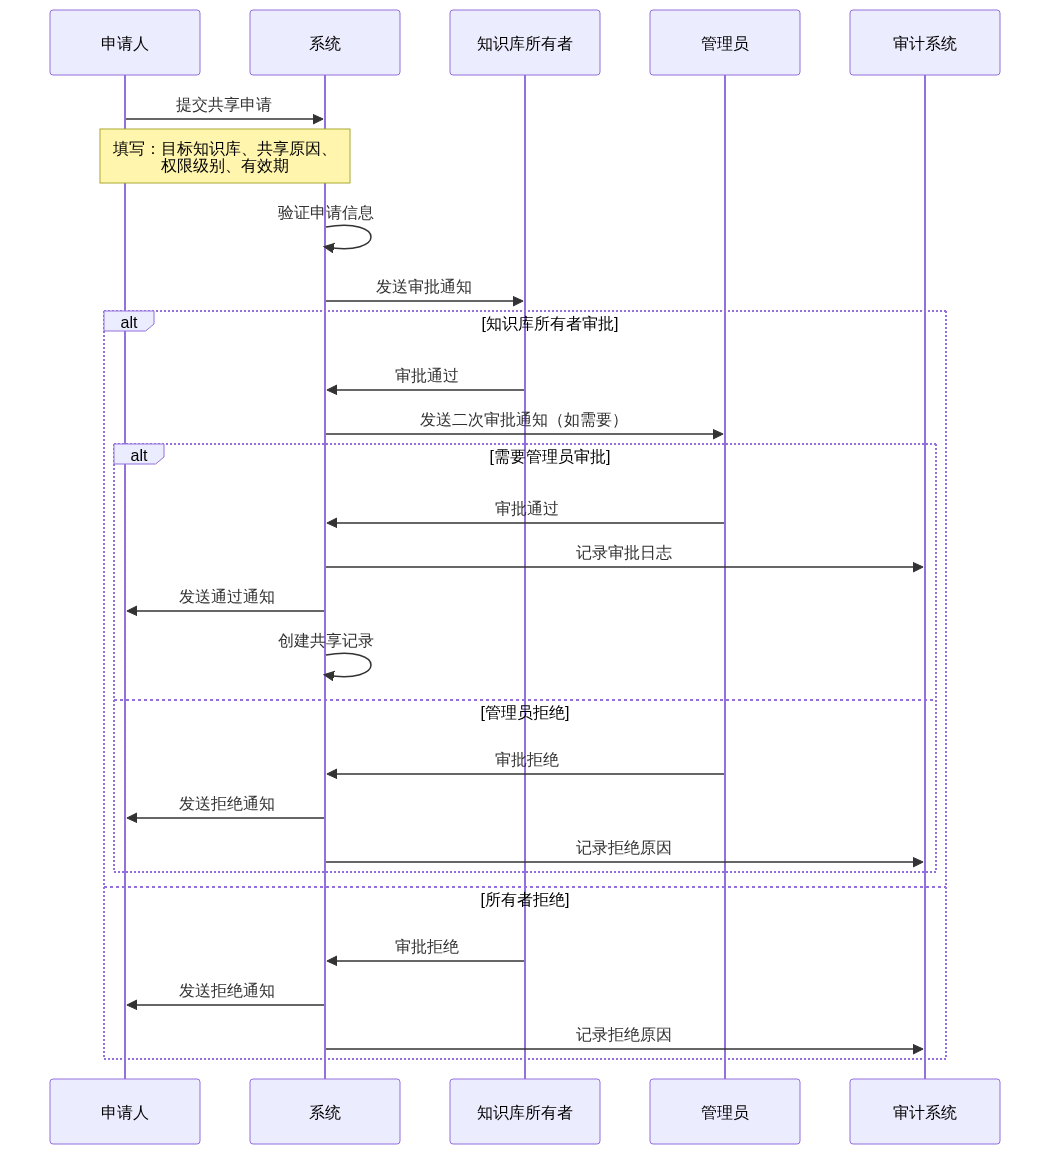 申请人
系统
知识库所有者
管理员
审计系统
提交共享申请
填写：目标知识库、共享原因、
权限级别、有效期
验证申请信息
发送审批通知
alt
[知识库所有者审批]
审批通过
发送二次审批通知（如需要）
alt
[需要管理员审批]
审批通过
记录审批日志
发送通过通知
创建共享记录
[管理员拒绝]
审批拒绝
发送拒绝通知
记录拒绝原因
[所有者拒绝]
审批拒绝
发送拒绝通知
记录拒绝原因
申请人
系统
知识库所有者
管理员
审计系统